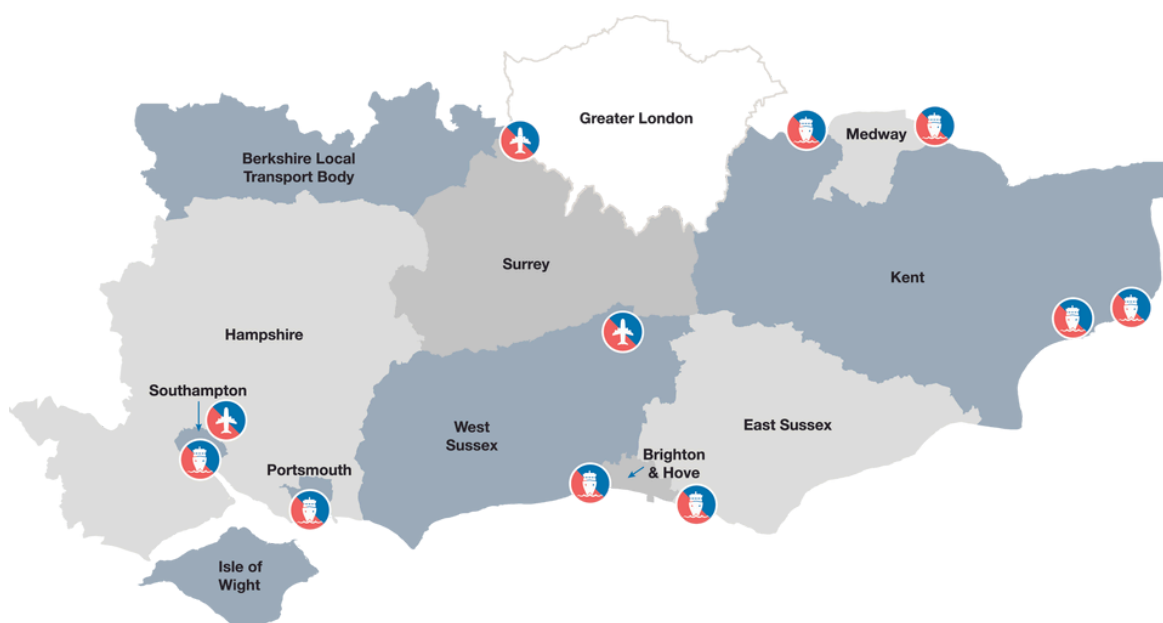 Greater London
Medway
Berkshire Local
Transport Body
Surrey
Kent
Hampshire
Southampton
West
Sussex
East Sussex
Brighton
& Hove
Portsmouth
Isle of
Wight